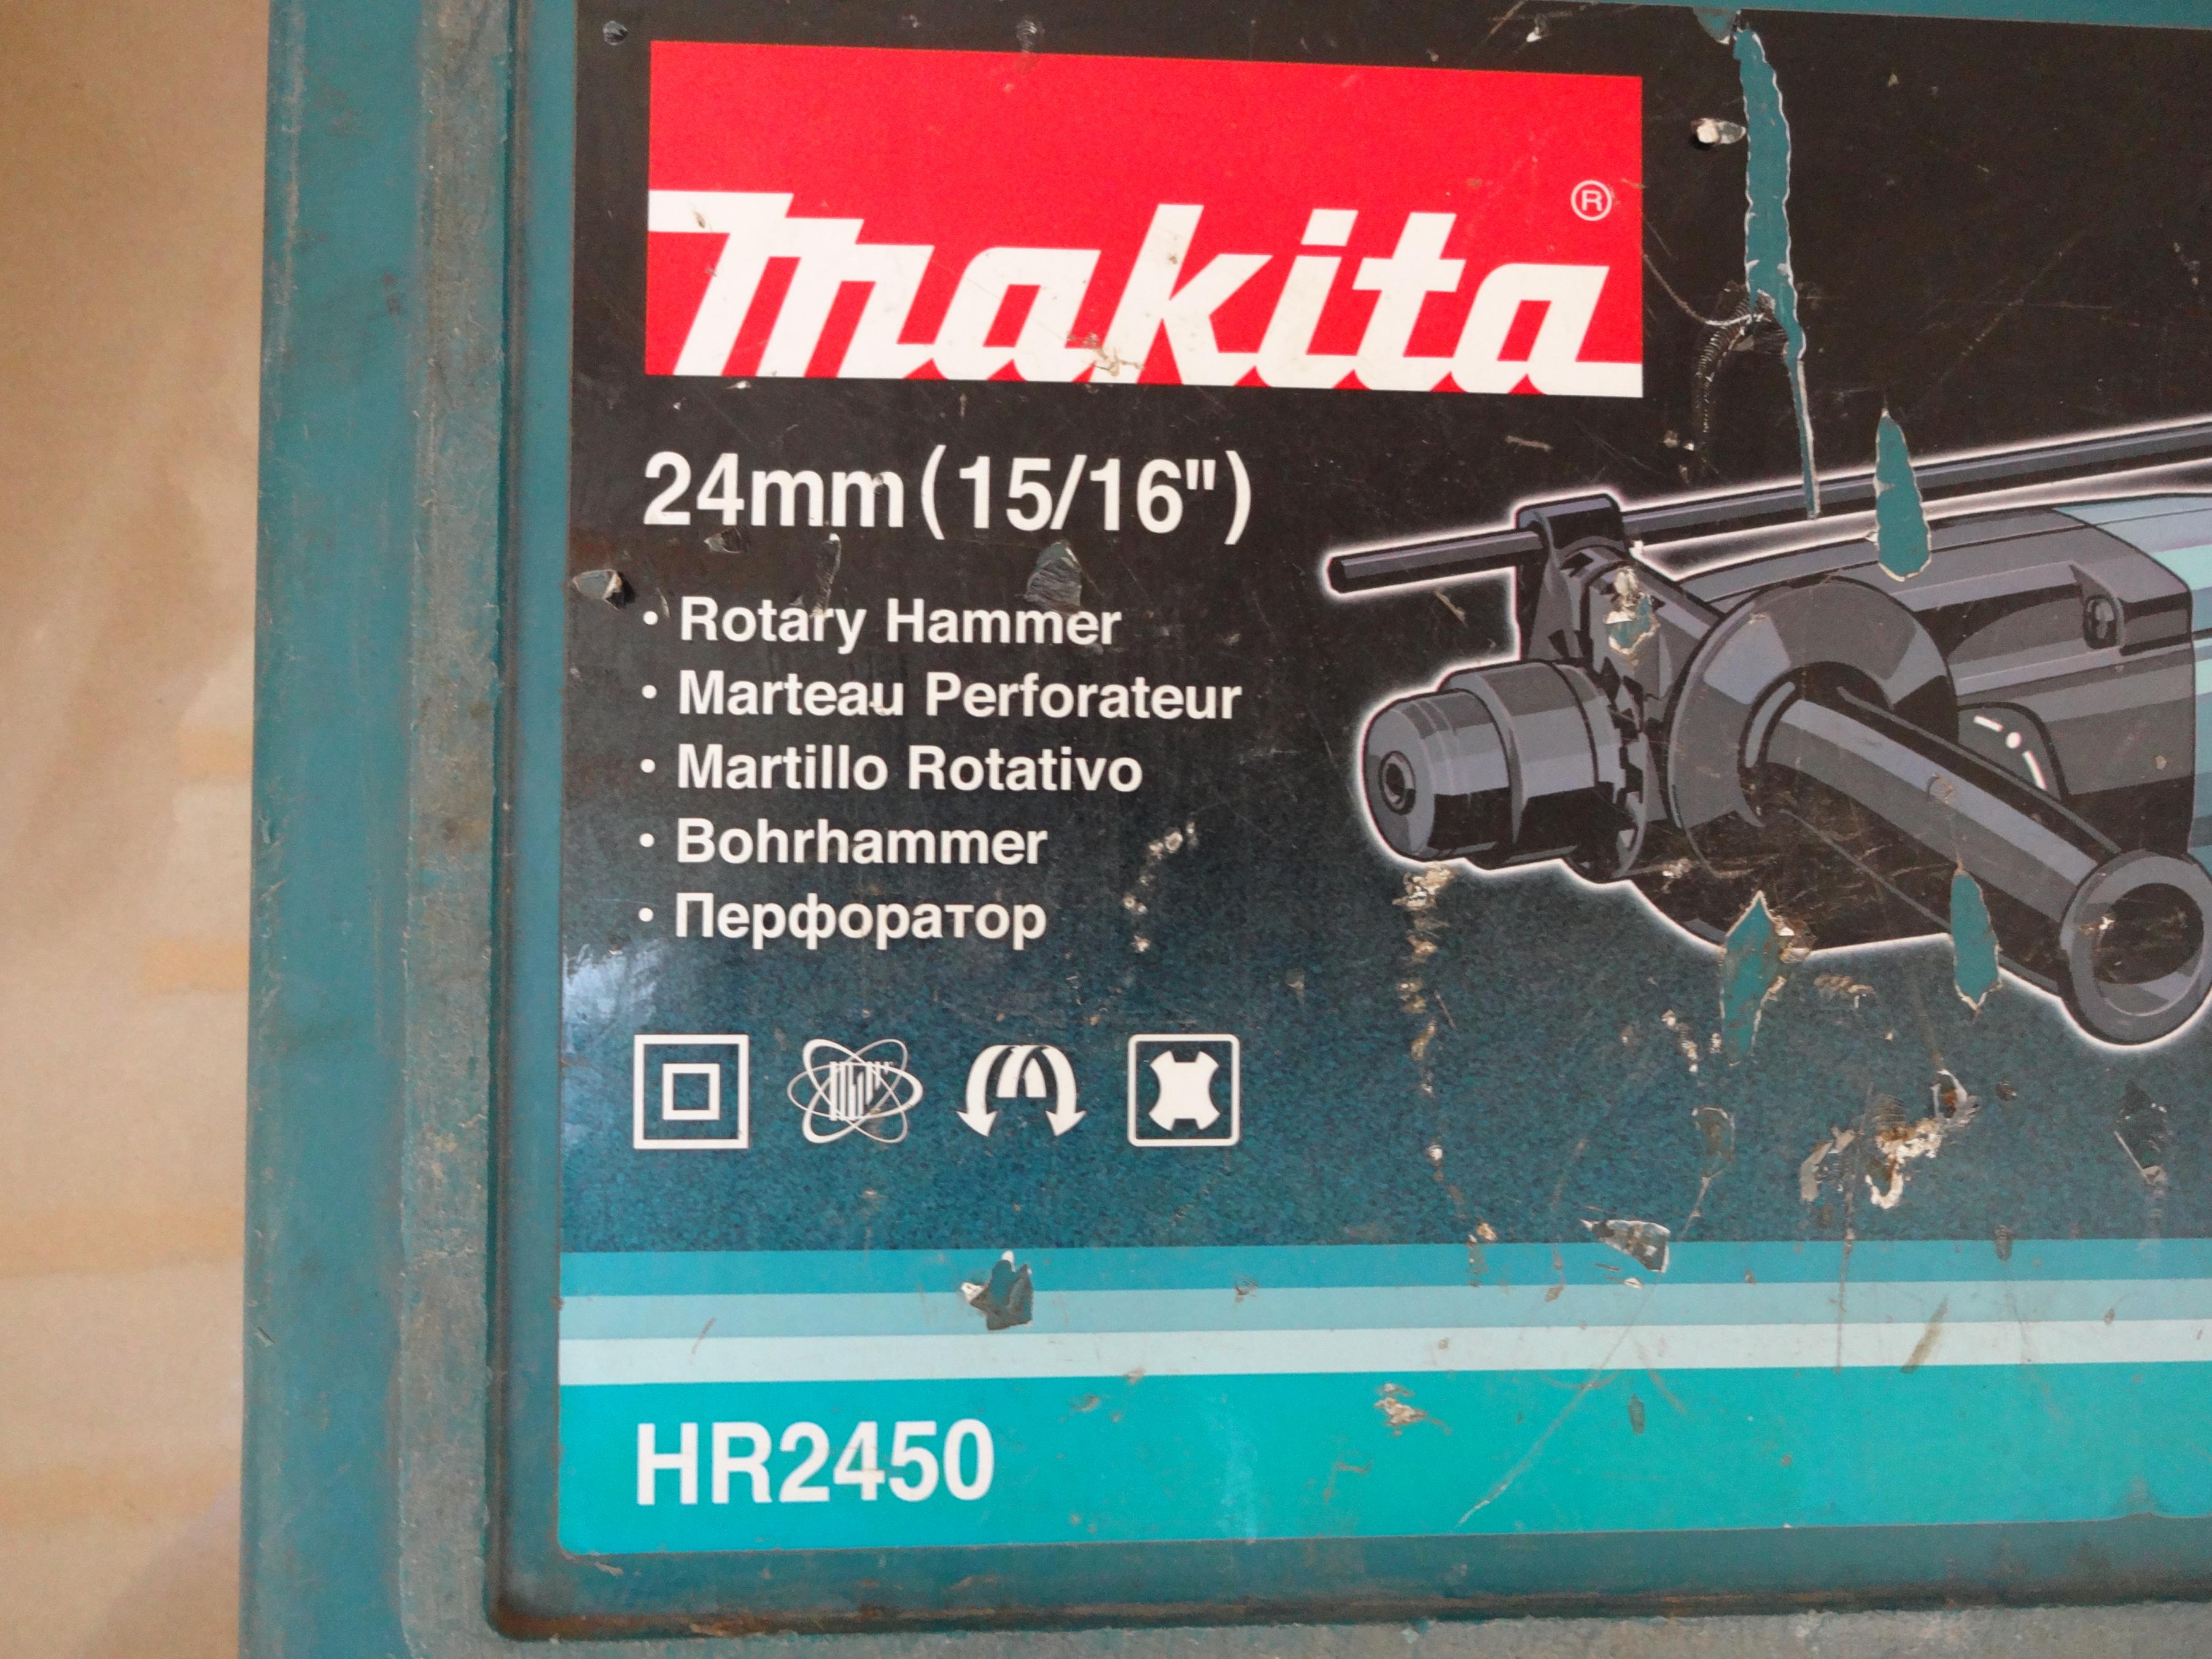 makita®
24mm(15/16")
• Rotary Hammer
• Marteau Perforateur
• Martillo Rotativo
• Bohrhammer
• Перфоратор
HR2450